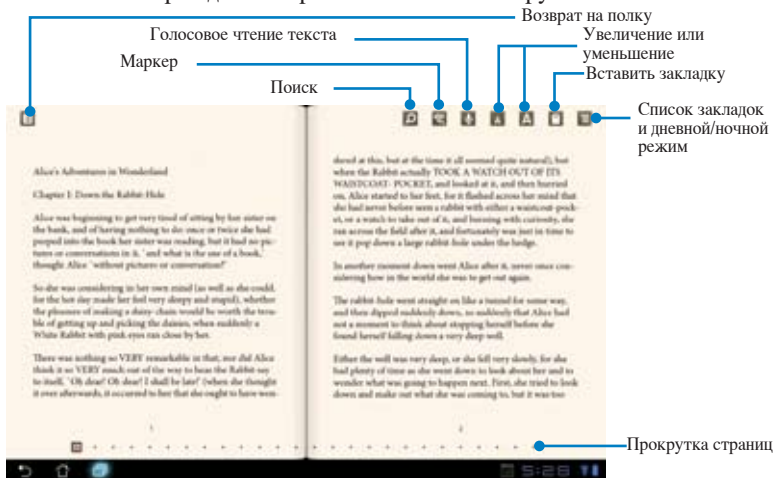 Возврат на полку
Голосовое чтение текста
Увеличение или
уменьшение
Маркер
Вставить закладку
Поиск
Список закладок
и дневной/ночной
режим
Alice's Adventures in Wonderland
Chapter I: Down the Rabbit-Hole
Alice was beginning to get very tired of sitting by her sister on
the bank, and of having nothing to do: once or twice she had
peeped into the book her sister was reading, but it had no pic-
tures or conversations in it, 'and what is the use of a book,'
thought Alice 'without pictures or conversation?'
So she was considering in her own mind (as well as she could,
for the hot day made her feel very sleepy and stupid), whether
the pleasure of making a daisy-chain would be worth the trou-
ble of getting up and picking the daisies, when suddenly a
White Rabbit with pink eyes ran close by her.
There was nothing so VERY remarkable in that; nor did Alice
think it so VERY much out of the way to hear the Rabbit say
to itself, 'Oh dear! Oh dear! I shall be late!' (when she thought
it over afterwards, it occurred to her that she ought to have won-
1
dered at this, but at the time it all seemed quite natural); but
when the Rabbit actually TOOK A WATCH OUT OF ITS
WAISTCOAT- POCKET, and looked at it, and then hurried
on, Alice started to her feet, for it flashed across her mind that
she had never before seen a rabbit with either a waistcoat-pock-
et, or a watch to take out of it, and burning with curiosity, she
ran across the field after it, and fortunately was just in time to
see it pop down a large rabbit-hole under the hedge.
In another moment down went Alice after it, never once con-
sidering how in the world she was to get out again.
The rabbit-hole went straight on like a tunnel for some way,
and then dipped suddenly down, so suddenly that Alice had
not a moment to think about stopping herself before she
found herself falling down a very deep well.
Either the well was very deep, or she fell very slowly, for she
had plenty of time as she went down to look about her and to
wonder what was going to happen next. First, she tried to look
down and make out what she was coming to, but it was too
2
Прокрутка страниц
5:28